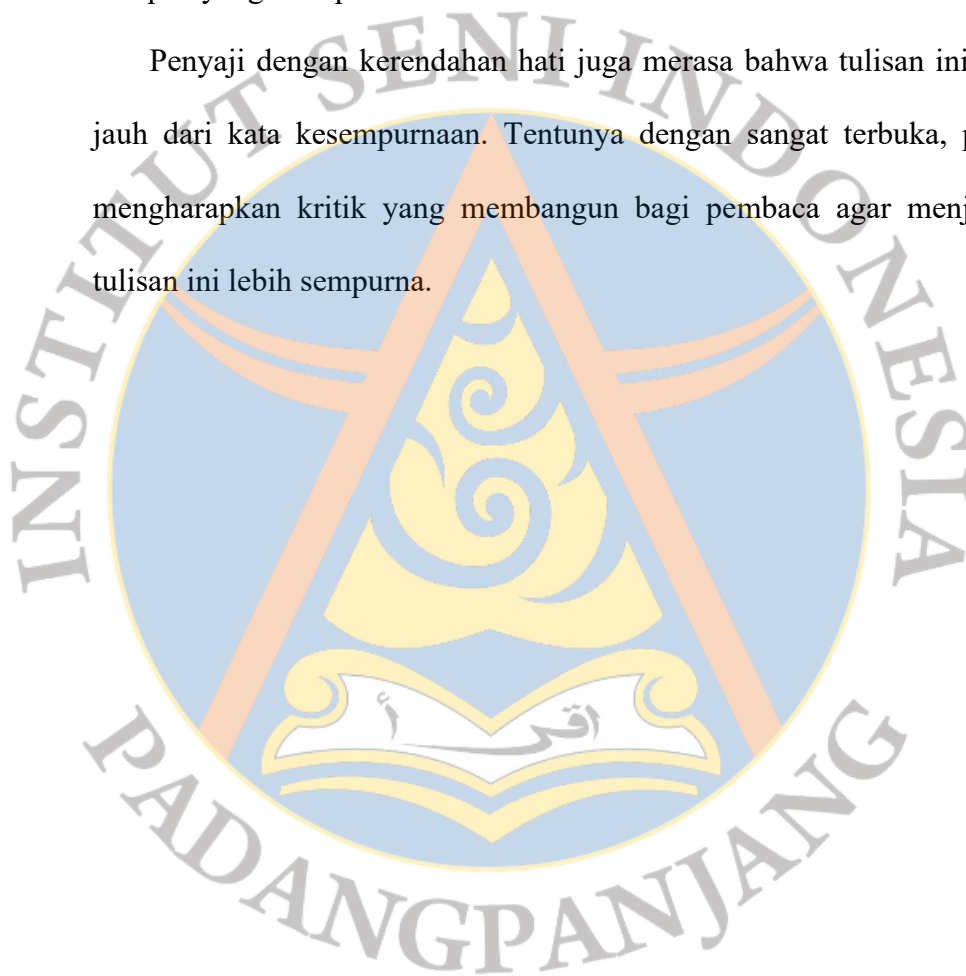 Penyaji dengan kerendahan hati juga merasa bahwa tulisan ini
jauh dari kata kesempurnaan. Tentunya dengan sangat terbuka,
mengharapkan kritik yang membangun bagi pembaca agar
tulisan ini lebih sempurna.
INSTITUT SENI INDONESIA
PADANGPANJANG
اقرأ